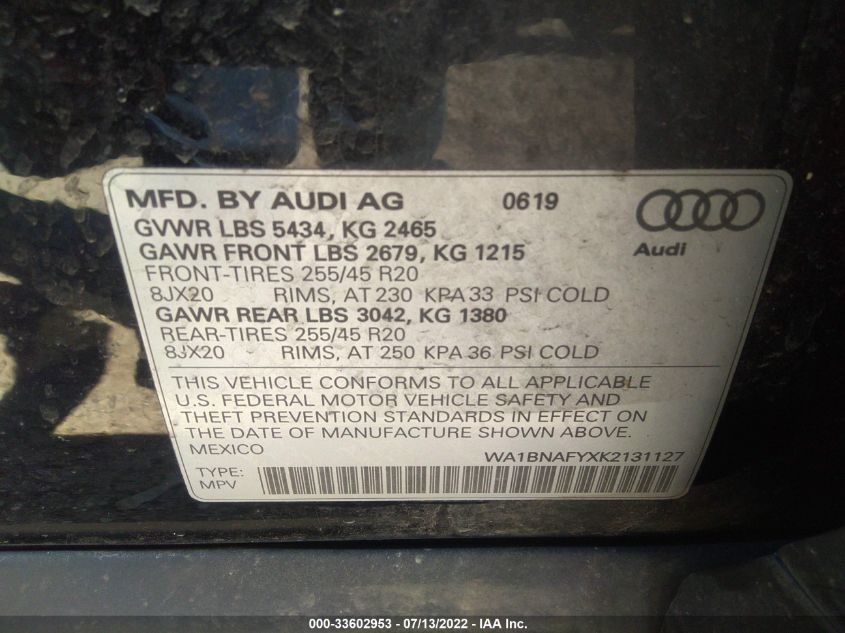 MFD. BY AUDI AG 0619
GVWR LBS 5434, KG 2465
GAWR FRONT LBS 2679, KG 1215
Audi
FRONT-TIRES 255/45 R20
8JX20 RIMS, AT 230 KPA 33 PSI COLD
GAWR REAR LBS 3042, KG 1380
REAR-TIRES 255/45 R20
8JX20 RIMS, AT 250 KPA 36 PSI COLD
THIS VEHICLE CONFORMS TO ALL APPLICABLE
U.S. FEDERAL MOTOR VEHICLE SAFETY AND
THEFT PREVENTION STANDARDS IN EFFECT ON
THE DATE OF MANUFACTURE SHOWN ABOVE.
MEXICO WA1BNAFYXK2131127
TYPE:
MPV
000-33602953 - 07/13/2022 - IAA Inc.